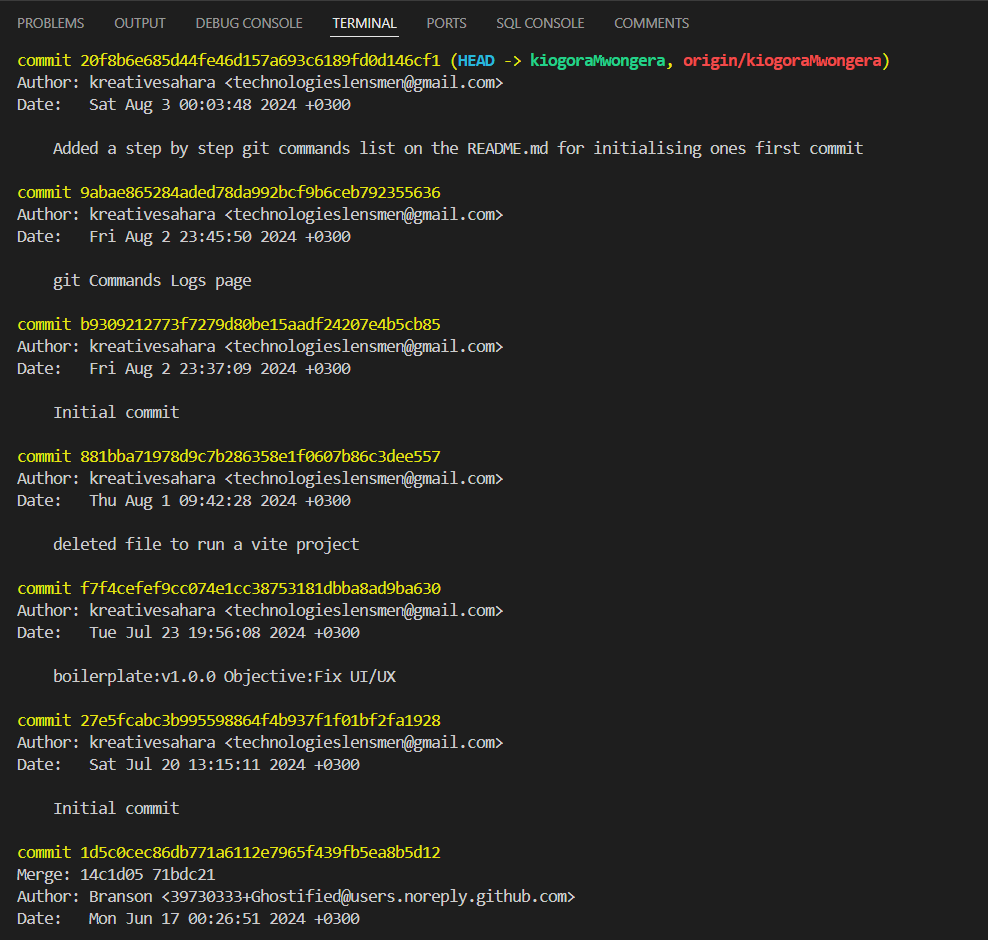 PROBLEMS OUTPUT DEBUG CONSOLE TERMINAL PORTS SQL CONSOLE COMMENTS
commit 20f8b6e685d44fe46d157a693c6189fd0d146cf1 (HEAD -> kiogoraMwongera, origin/kiogoraMwongera)
Author: kreativesahara <technologieslensmen@gmail.com>
Date:   Sat Aug 3 00:03:48 2024 +0300
    Added a step by step git commands list on the README.md for initialising ones first commit
commit 9abae865284aded78da992bcf9b6ceb792355636
Author: kreativesahara <technologieslensmen@gmail.com>
Date:   Fri Aug 2 23:45:50 2024 +0300
    git Commands Logs page
commit b9309212773f7279d80be15aadf24207e4b5cb85
Author: kreativesahara <technologieslensmen@gmail.com>
Date:   Fri Aug 2 23:37:09 2024 +0300
    Initial commit
commit 881bba71978d9c7b286358e1f0607b86c3dee557
Author: kreativesahara <technologieslensmen@gmail.com>
Date:   Thu Aug 1 09:42:28 2024 +0300
    deleted file to run a vite project
commit f7f4cefef9cc074e1cc38753181dbba8ad9ba630
Author: kreativesahara <technologieslensmen@gmail.com>
Date:   Tue Jul 23 19:56:08 2024 +0300
    boilerplate:v1.0.0 Objective:Fix UI/UX
commit 27e5fcabc3b995598864f4b937f1f01bf2fa1928
Author: kreativesahara <technologieslensmen@gmail.com>
Date:   Sat Jul 20 13:15:11 2024 +0300
    Initial commit
commit 1d5c0cec86db771a6112e7965f439fb5ea8b5d12
Merge: 14c1d05 71bdc21
Author: Branson <39730333+Ghostified@users.noreply.github.com>
Date:   Mon Jun 17 00:26:51 2024 +0300